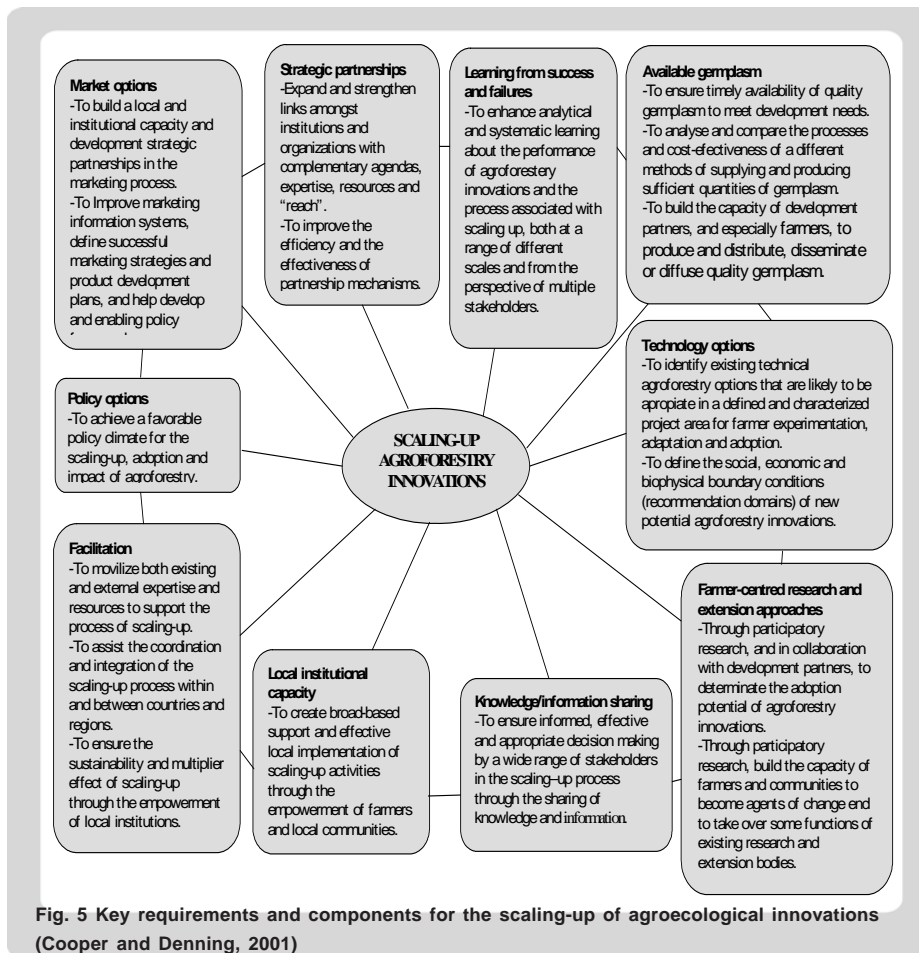 Market options
-To build a local and
institutional capacity and
development strategic
partnerships in the
marketing process.
-To Improve marketing
information systems,
define successful
marketing strategies and
product development
plans, and help develop
and enabling policy
Strategic partnerships
-Expand and strengthen
links amongst
institutions and
organizations with
complementary agendas,
expertise, resources and
“reach”.
-To improve the
efficiency and the
effectiveness of
partnership mechanisms.
Learning from success
and failures
-To enhance analytical
and systematic learning
about the performance
of agroforestery
innovations and the
precess associated with
scaling up, both at a
range of different
scales and from the
perspective of multiple
stakeholders.
Available germplasm
-To ensure timely availability of quality
germplasm to meet development needs.
-To analyse and compare the processes
and cost-efectiveness of a different
methods of supplying and producing
sufficient quantities of germplasm.
-To build the capacity of development
partners, and especially farmers, to
produce and distribute, disseminate
or diffuse quality germplasm.
Policy options
-To achieve a favorable
policy climate for the
scaling-up, adoption and
impact of agroforestry.
SCALING-UP
AGROFORESTRY
INNOVATIONS
Technology options
-To identify existing technical
agroforestry options that are likely to be
apropiate in a defined and characterized
project area for farmer experimentation,
adaptation and adoption.
-To define the social, economic and
biophysical boundary conditions
(recommendation domains) of new
potential agroforestry innovations.
Facilitation
-To movilize both existing
and external expertise and
resources to support the
process of scaling-up.
-To assist the coordination
and integration of the
scaling-up process within
and between countries and
regions.
-To ensure the
sustainability and multiplier
effect of scaling-up
through the empowerment
of local institutions.
Local institutional
capacity
-To create broad-based
support and effective
local implementation of
scaling-up activities
through the
empowerment of farmers
and local communities.
Knowledge/information sharing
-To ensure informed, effective
and appropriate decision making
by a wide range of stakeholders
in the scaling–up process
through the sharing of
knowledge and information.
Farmer-centred research and
extension approaches
-Through participatory
research, and in collaboration
with development partners, to
determinate the adoption
potential of agroforestry
innovations.
-Through participatory
research, build the capacity of
farmers and communities to
become agents of change end
to take over some functions of
existing research and
extension bodies.
Fig. 5 Key requirements and components for the scaling-up of agroecological innovations
(Cooper and Denning, 2001)